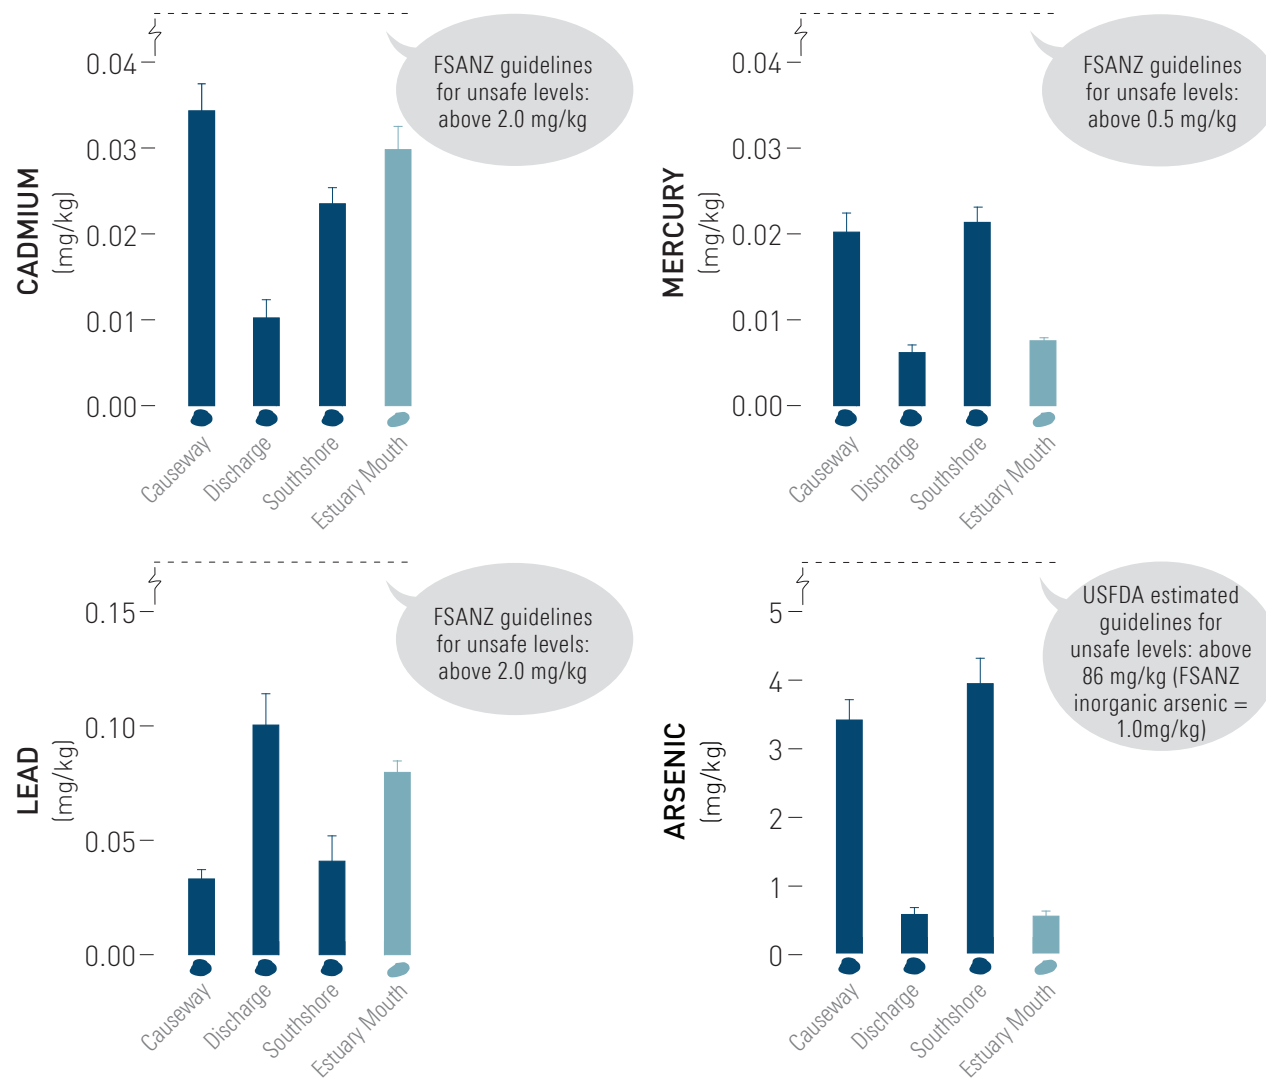 CADMIUM
(mg/kg)
0.04
0.03
0.02
0.01
0.00
FSANZ guidelines
for unsafe levels:
above 2.0 mg/kg
Causeway
Discharge
Southshore
Estuary Mouth
MERCURY
(mg/kg)
0.04
0.03
0.02
0.01
0.00
FSANZ guidelines
for unsafe levels:
above 0.5 mg/kg
Causeway
Discharge
Southshore
Estuary Mouth
LEAD
(mg/kg)
0.15
0.10
0.05
0.00
FSANZ guidelines
for unsafe levels:
above 2.0 mg/kg
Causeway
Discharge
Southshore
Estuary Mouth
ARSENIC
(mg/kg)
5
4
3
2
1
0
USFDA estimated
guidelines for
unsafe levels: above
86 mg/kg (FSANZ
inorganic arsenic =
1.0mg/kg)
Causeway
Discharge
Southshore
Estuary Mouth